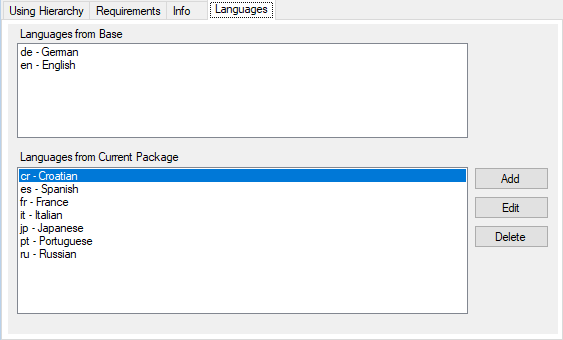 Using Hierarchy Requirements Info Languages
Languages from Base
de - German
en - English
Languages from Current Package
cr - Croatian
es - Spanish
fr - France
it - Italian
jp - Japanese
pt - Portuguese
ru - Russian
Add
Edit
Delete